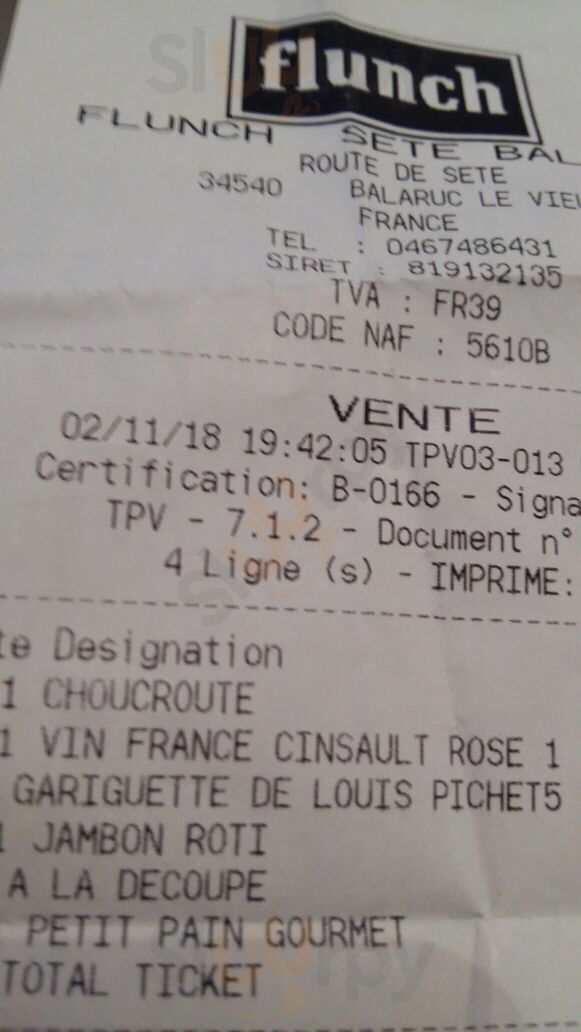 flunch
FLUNCH SETE BAL
ROUTE DE SETE
34540 BALARUC LE VIEU
FRANCE
TEL : 0467486431
SIRET : 819132135
TVA : FR39
CODE NAF : 5610B
VENTE
02/11/18 19:42:05 TPV03-013
Certification: B-0166 - Signa
TPV - 7.1.2 - Document n°
4 Ligne (s) - IMPRIME:
te Designation
1 CHOUCROUTE
1 VIN FRANCE CINSAULT ROSE 1
GARIGUETTE DE LOUIS PICHET5
1 JAMBON ROTI
A LA DECOUPE
PETIT PAIN GOURMET
TOTAL TICKET